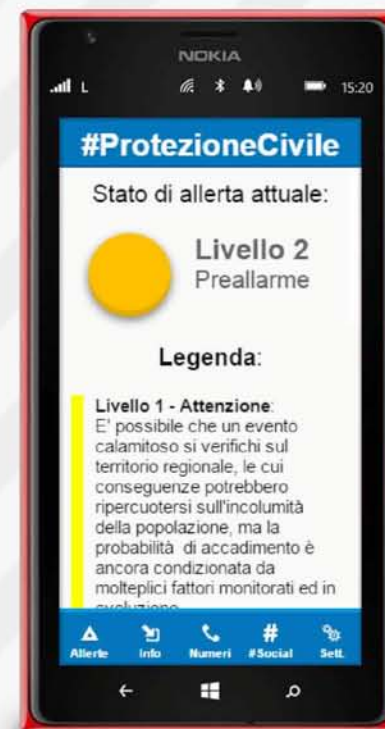 NOKIA
L 15:20
#ProtezioneCivile
Stato di allerta attuale:
Livello 2
Preallarme
Legenda:
Livello 1 - Attenzione:
E' possibile che un evento
calamitoso si verifichi sul
territorio regionale, le cui
conseguenze potrebbero
ripercuotersi sull'incolumità
della popolazione, ma la
probabilità di accadimento è
ancora condizionata da
molteplici fattori monitorati ed in
evoluzione
Allerte Info Numeri #Social Sett.